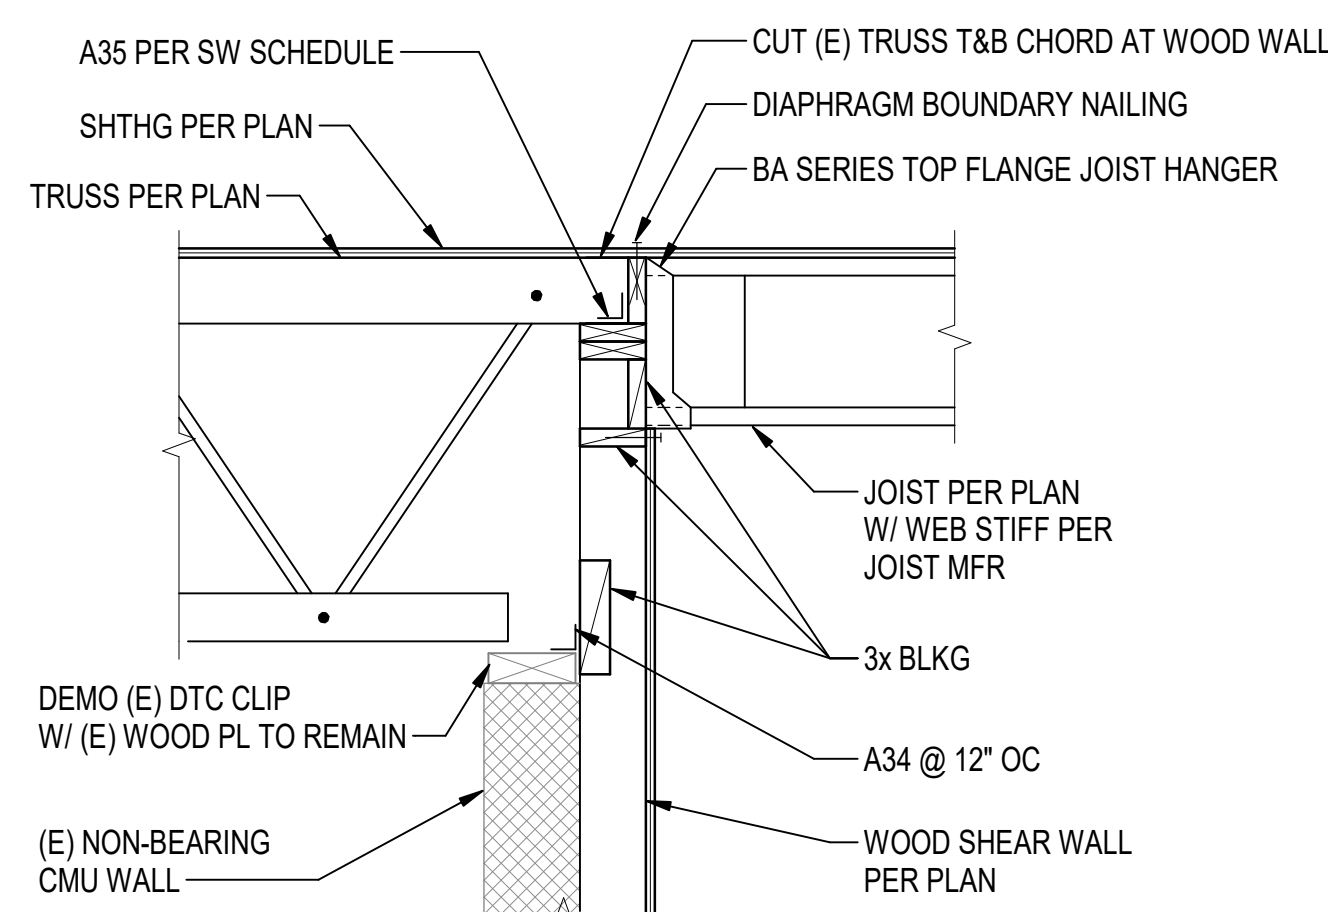 A35 PER SW SCHEDULE
SHTHG PER PLAN
TRUSS PER PLAN
CUT (E) TRUSS T&B CHORD AT WOOD WALL
DIAPHRAGM BOUNDARY NAILING
BA SERIES TOP FLANGE JOIST HANGER
JOIST PER PLAN
W/ WEB STIFF PER
JOIST MFR
3x BLKG
DEMO (E) DTC CLIP
W/ (E) WOOD PL TO REMAIN
A34 @ 12" OC
(E) NON-BEARING
CMU WALL
WOOD SHEAR WALL
PER PLAN